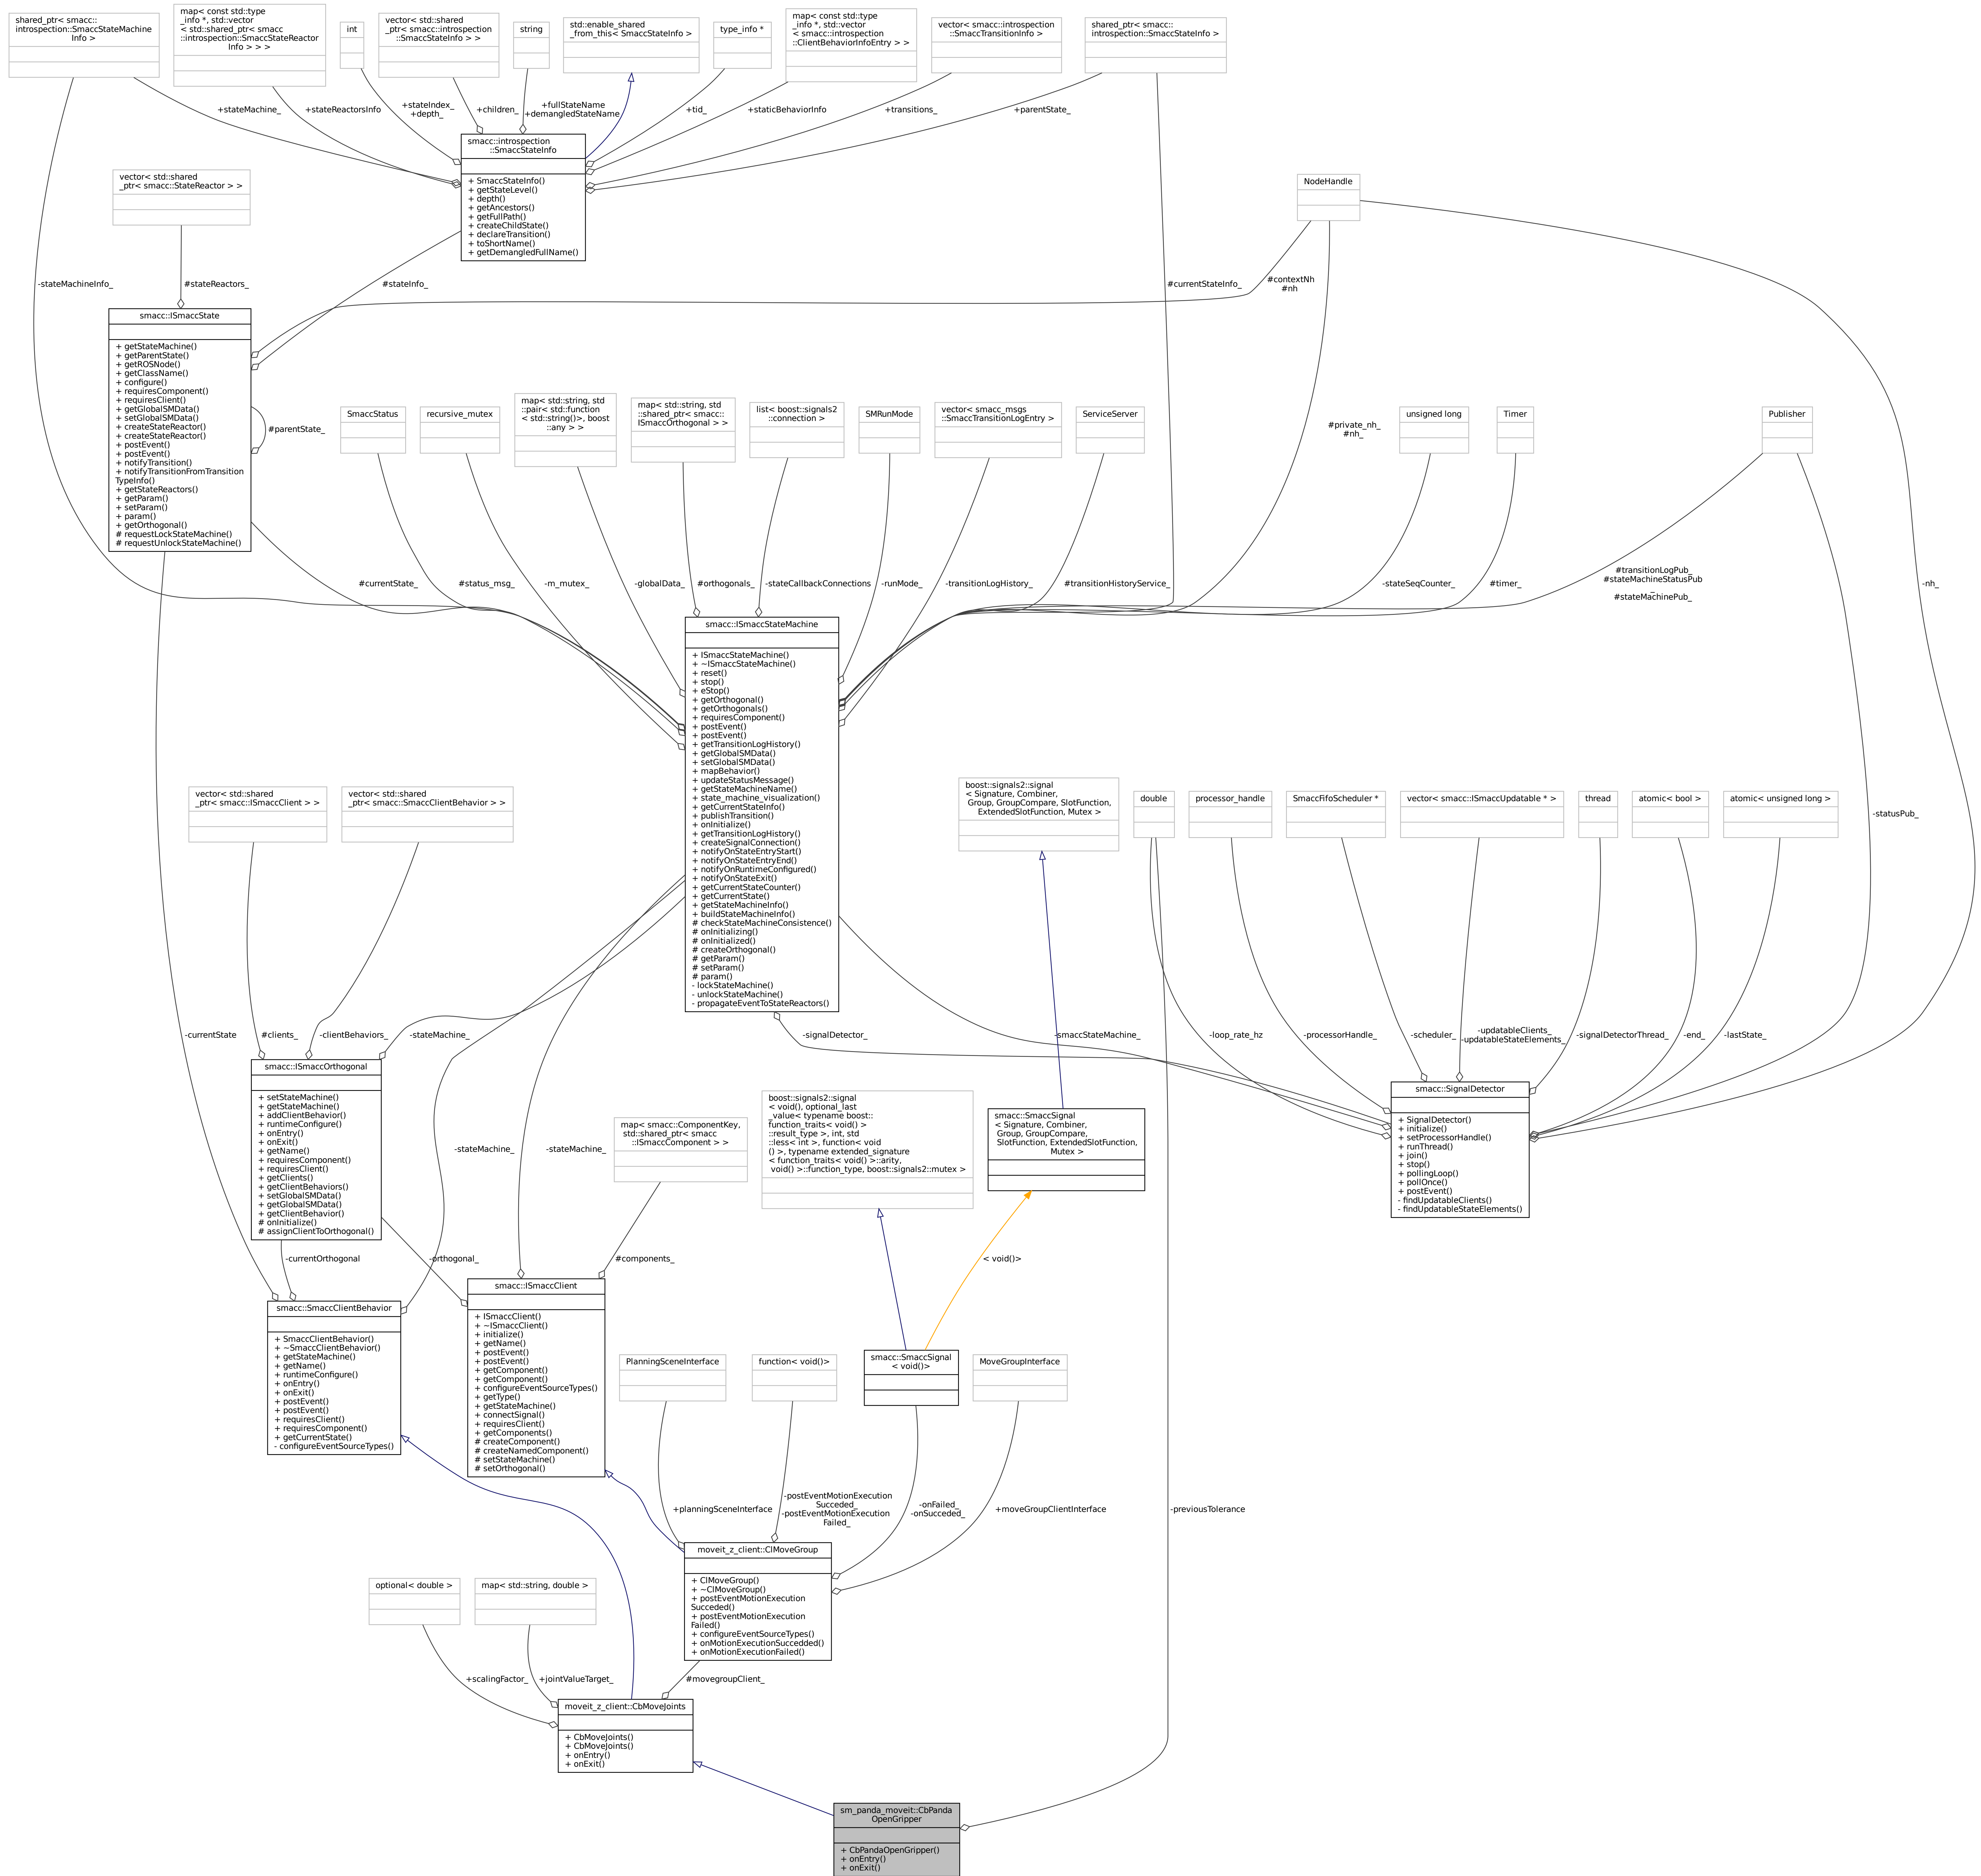 shared_ptr< smacc::
introspection::SmaccStateMachine
Info >
map< const std::type
_info *, std::vector
< std::shared_ptr< smacc
::introspection::SmaccStateReactor
Info > > >
int
vector< std::shared
_ptr< smacc::introspection
::SmaccStateInfo > >
string
std::enable_shared
_from_this< SmaccStateInfo >
type_info *
map< const std::type
_info *, std::vector
< smacc::introspection
::ClientBehaviorInfoEntry > >
vector< smacc::introspection
::SmaccTransitionInfo >
shared_ptr< smacc::
introspection::SmaccStateInfo >
+stateMachine_
+stateReactorsInfo
+stateIndex_
+depth_
+children_
+fullStateName
+demangledStateName
+tid_
+staticBehaviorInfo
+transitions_
+parentState_
smacc::introspection
::SmaccStateInfo
+ SmaccStateInfo()
+ getStateLevel()
+ depth()
+ getAncestors()
+ getFullPath()
+ createChildState()
+ declareTransition()
+ toShortName()
+ getDemangledFullName()
vector< std::shared
_ptr< smacc::StateReactor > >
NodeHandle
-stateMachineInfo_
#stateReactors_
#stateInfo_
#currentStateInfo_
#contextNh
#nh
smacc::ISmaccState
+ getStateMachine()
+ getParentState()
+ getROSNode()
+ getClassName()
+ configure()
+ requiresComponent()
+ requiresClient()
+ getGlobalSMData()
+ setGlobalSMData()
+ createStateReactor()
+ createStateReactor()
+ postEvent()
+ postEvent()
+ notifyTransition()
+ notifyTransitionFromTransition
TypeInfo()
+ getStateReactors()
+ getParam()
+ setParam()
+ param()
+ getOrthogonal()
# requestLockStateMachine()
# requestUnlockStateMachine()
#parentState_
SmaccStatus
recursive_mutex
map< std::string, std
::pair< std::function
< std::string()>, boost
::any > >
map< std::string, std
::shared_ptr< smacc::
ISmaccOrthogonal > >
list< boost::signals2
::connection >
SMRunMode
vector< smacc_msgs
::SmaccTransitionLogEntry >
ServiceServer
#private_nh_
#nh_
unsigned long
Timer
Publisher
#currentState_
#status_msg_
-m_mutex_
-globalData_
#orthogonals_
-stateCallbackConnections
-runMode_
-transitionLogHistory_
#transitionHistoryService_
-stateSeqCounter_
#timer_
#transitionLogPub_
#stateMachineStatusPub
_
#stateMachinePub_
-nh_
smacc::ISmaccStateMachine
+ ISmaccStateMachine()
+ ~ISmaccStateMachine()
+ reset()
+ stop()
+ eStop()
+ getOrthogonal()
+ getOrthogonals()
+ requiresComponent()
+ postEvent()
+ postEvent()
+ getTransitionLogHistory()
+ getGlobalSMData()
+ setGlobalSMData()
+ mapBehavior()
+ updateStatusMessage()
+ getStateMachineName()
+ state_machine_visualization()
+ getCurrentStateInfo()
+ publishTransition()
+ onInitialize()
+ getTransitionLogHistory()
+ createSignalConnection()
+ notifyOnStateEntryStart()
+ notifyOnStateEntryEnd()
+ notifyOnRuntimeConfigured()
+ notifyOnStateExit()
+ getCurrentStateCounter()
+ getCurrentState()
+ getStateMachineInfo()
+ buildStateMachineInfo()
# checkStateMachineConsistence()
# onInitializing()
# onInitialized()
# createOrthogonal()
# getParam()
# setParam()
# param()
- lockStateMachine()
- unlockStateMachine()
- propagateEventToStateReactors()
vector< std::shared
_ptr< smacc::ISmaccClient > >
vector< std::shared
_ptr< smacc::SmaccClientBehavior > >
boost::signals2::signal
< Signature, Combiner,
Group, GroupCompare, SlotFunction,
ExtendedSlotFunction, Mutex >
double
processor_handle
SmaccFifoScheduler *
vector< smacc::ISmaccUpdatable * >
thread
atomic< bool >
atomic< unsigned long >
-statusPub_
-currentState
#clients_
-clientBehaviors_
-stateMachine_
-signalDetector_
-smaccStateMachine_
-loop_rate_hz
-processorHandle_
-scheduler_
-updatableClients_
-updatableStateElements_
-signalDetectorThread_
-end_
-lastState_
smacc::ISmaccOrthogonal
+ setStateMachine()
+ getStateMachine()
+ addClientBehavior()
+ runtimeConfigure()
+ onEntry()
+ onExit()
+ getName()
+ requiresComponent()
+ requiresClient()
+ getClients()
+ getClientBehaviors()
+ setGlobalSMData()
+ getGlobalSMData()
+ getClientBehavior()
# onInitialize()
# assignClientToOrthogonal()
smacc::SignalDetector
+ SignalDetector()
+ initialize()
+ setProcessorHandle()
+ runThread()
+ join()
+ stop()
+ pollingLoop()
+ pollOnce()
+ postEvent()
- findUpdatableClients()
- findUpdatableStateElements()
-stateMachine_
-stateMachine_
map< smacc::ComponentKey,
std::shared_ptr< smacc
::ISmaccComponent > >
boost::signals2::signal
< void(), optional_last
_value< typename boost::
function_traits< void() >
::result_type >, int, std
::less< int >, function< void
() >, typename extended_signature
< function_traits< void() >::arity,
void() >::function_type, boost::signals2::mutex >
smacc::SmaccSignal
< Signature, Combiner,
Group, GroupCompare,
SlotFunction, ExtendedSlotFunction,
Mutex >
-currentOrthogonal
-orthogonal_
#components_
< void()>
smacc::SmaccClientBehavior
+ SmaccClientBehavior()
+ ~SmaccClientBehavior()
+ getStateMachine()
+ getName()
+ runtimeConfigure()
+ onEntry()
+ onExit()
+ postEvent()
+ postEvent()
+ requiresClient()
+ requiresComponent()
+ getCurrentState()
- configureEventSourceTypes()
smacc::ISmaccClient
+ ISmaccClient()
+ ~ISmaccClient()
+ initialize()
+ getName()
+ postEvent()
+ postEvent()
+ getComponent()
+ getComponent()
+ configureEventSourceTypes()
+ getType()
+ getStateMachine()
+ connectSignal()
+ requiresClient()
+ getComponents()
# createComponent()
# createNamedComponent()
# setStateMachine()
# setOrthogonal()
PlanningSceneInterface
function< void()>
smacc::SmaccSignal
< void()>
MoveGroupInterface
+planningSceneInterface
-postEventMotionExecution
Succeded_
-postEventMotionExecution
Failed_
-onFailed_
-onSucceded_
+moveGroupClientInterface
-previousTolerance
moveit_z_client::ClMoveGroup
+ ClMoveGroup()
+ ~ClMoveGroup()
+ postEventMotionExecution
Succeded()
+ postEventMotionExecution
Failed()
+ configureEventSourceTypes()
+ onMotionExecutionSuccedded()
+ onMotionExecutionFailed()
optional< double >
map< std::string, double >
+scalingFactor_
+jointValueTarget_
#movegroupClient_
moveit_z_client::CbMoveJoints
+ CbMoveJoints()
+ CbMoveJoints()
+ onEntry()
+ onExit()
sm_panda_moveit::CbPanda
OpenGripper
+ CbPandaOpenGripper()
+ onEntry()
+ onExit()